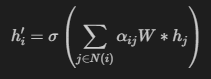 h'_i = σ ( ∑_{j∈N(i)} α_{ij} W * h_j )